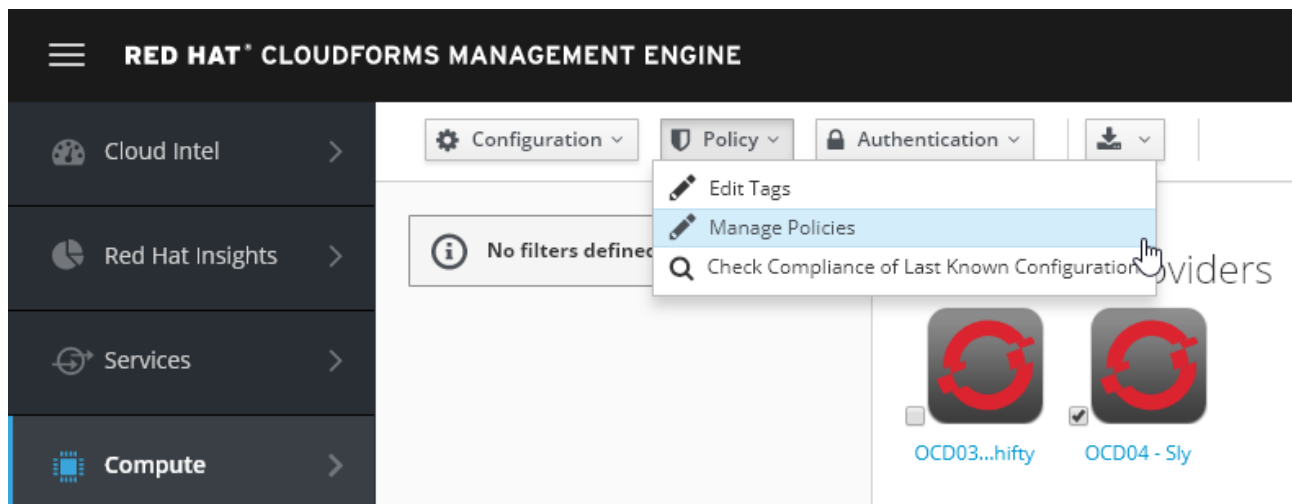 RED HAT® CLOUDFORMS MANAGEMENT ENGINE
Cloud Intel
Red Hat Insights
Services
Compute
Configuration
Policy
Authentication
Edit Tags
Manage Policies
Check Compliance of Last Known Configuration
No filters defined
oviders
OCD03...hifty
OCD04 - Sly